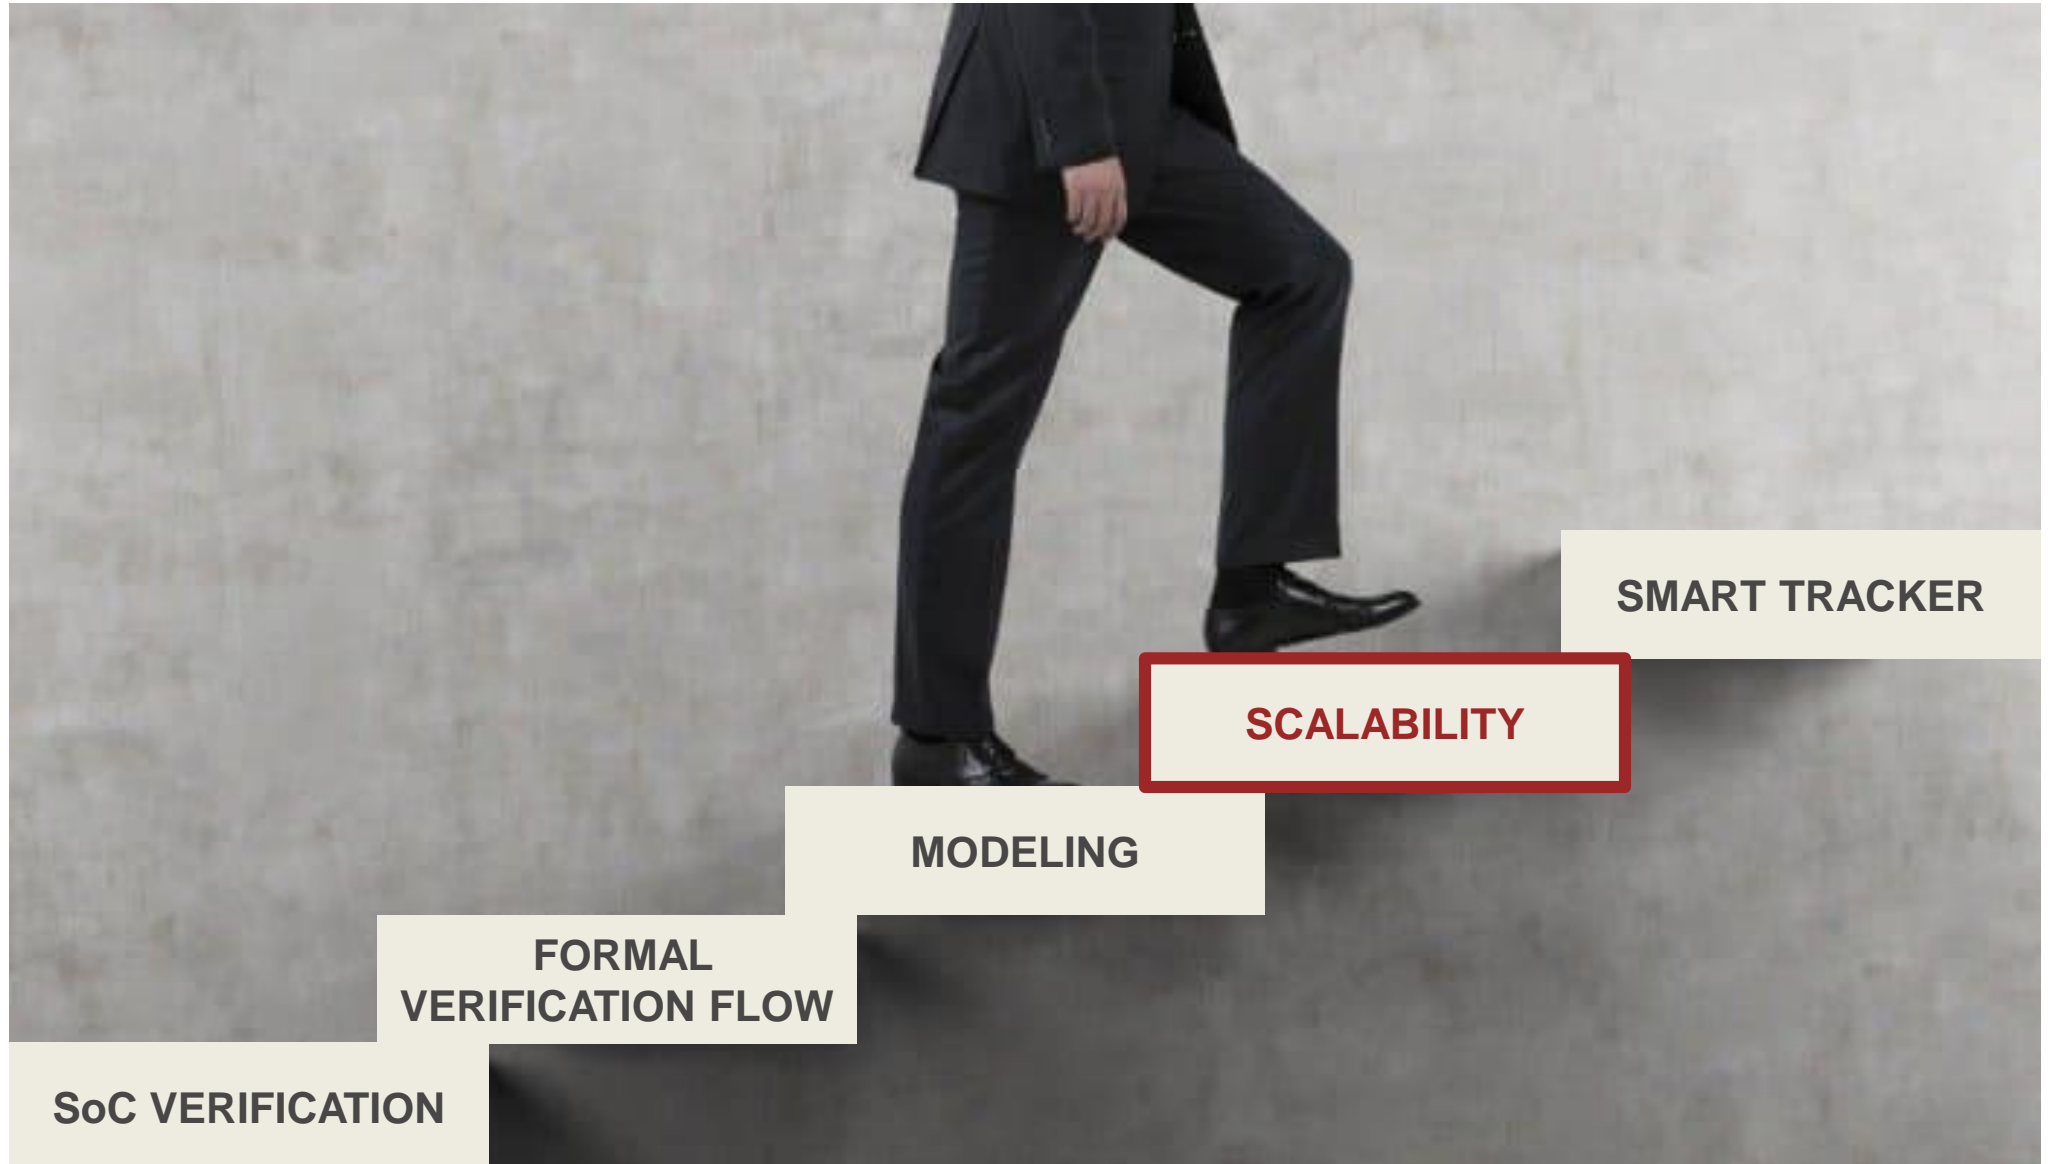 SMART TRACKER
SCALABILITY
MODELING
FORMAL
VERIFICATION FLOW
SoC VERIFICATION